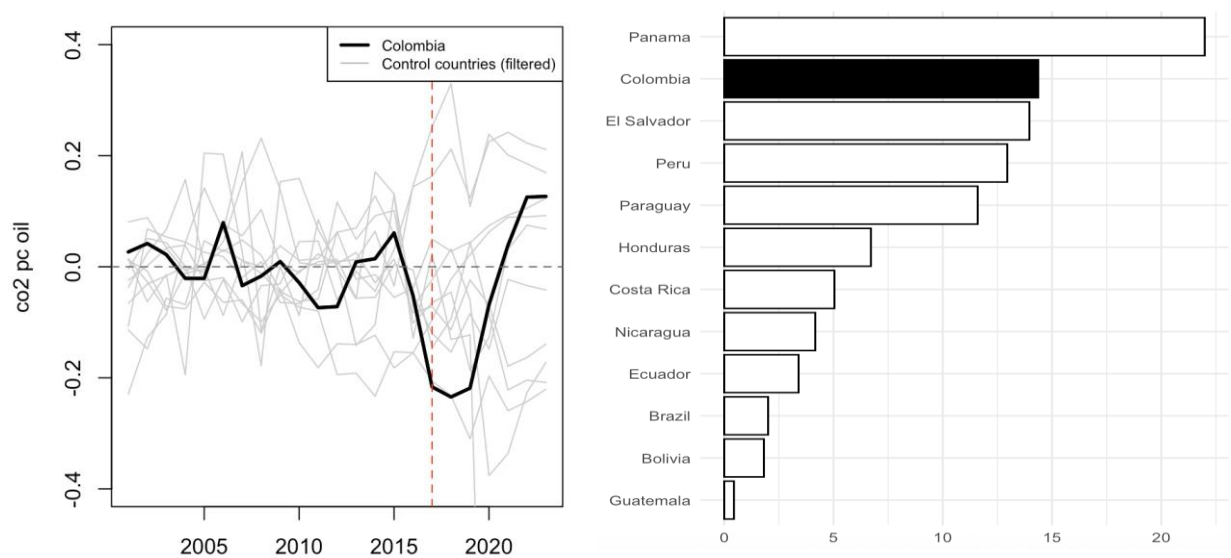 0.4
0.2
0.0
-0.2
-0.4
co2 pc oil
Colombia
Control countries (filtered)
2005
2010
2015
2020
Panama
Colombia
El Salvador
Peru
Paraguay
Honduras
Costa Rica
Nicaragua
Ecuador
Brazil
Bolivia
Guatemala
0
5
10
15
20